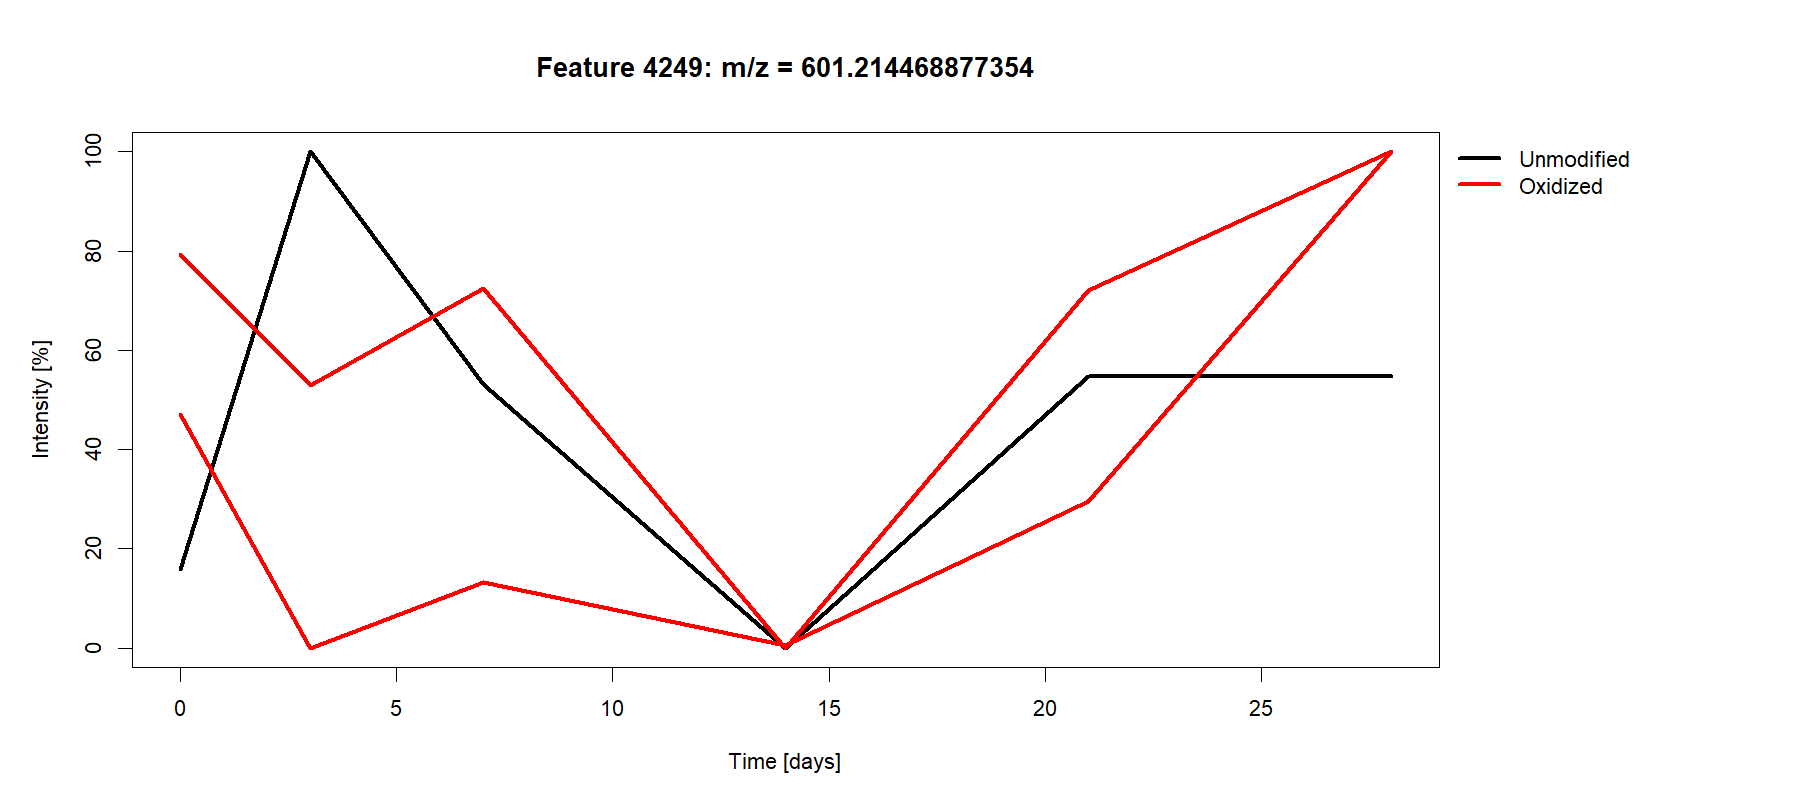 Feature 4249: m/z = 601.214468877354
Unmodified
Oxidized
Intensity [%]
100
80
60
40
20
0
0 5 10 15 20 25
Time [days]